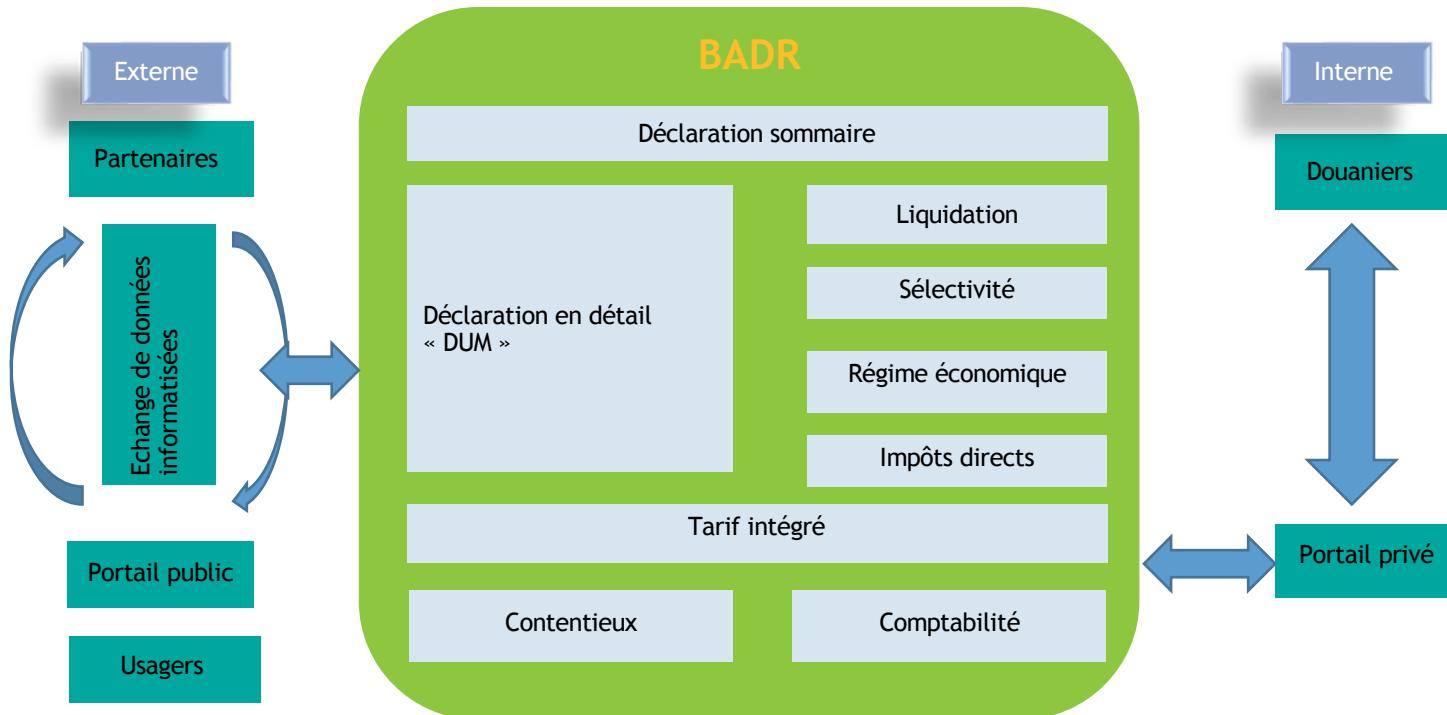 Externe
Partenaires
Echange de données
informatisées
Portail public
Usagers
BADR
Déclaration sommaire
Déclaration en détail
« DUM »
Liquidation
Sélectivité
Régime économique
Impôts directs
Tarif intégré
Contentieux
Comptabilité
Interne
Douaniers
Portail privé